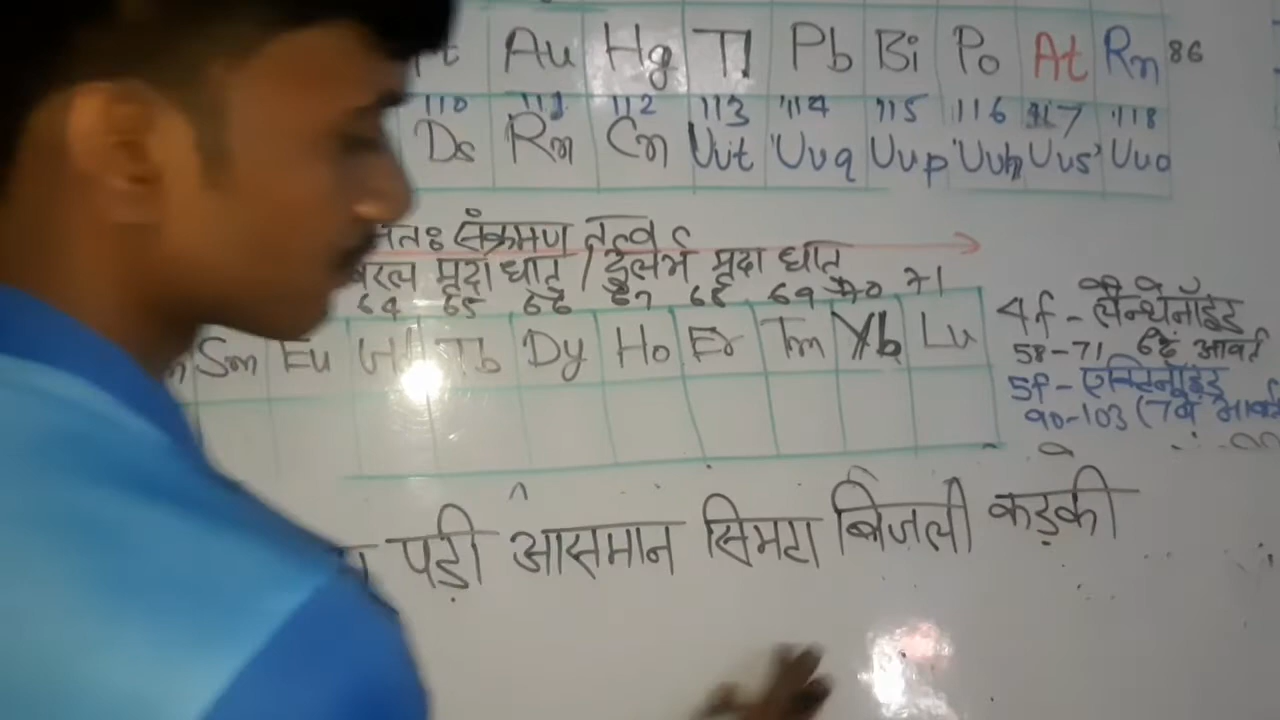 Au Hg Tl Pb Bi Po At Rn 86
110 111 112 113 114 115 116 117 118
Ds Rn Cn Uut Uuq Uup Uuh Uus Uuo
संक्रमण तत्व
मृदा धातु / दुर्लभ मृदा धातु
64 65 66 67 68 69 70 71
Sm Eu Tb Dy Ho Er Tm Yb Lu
4f - लैन्थेनॉइड
58-71 6वें आवर्त
5f - एक्टिनॉइड
90-103 (7वें आवर्त
पड़ी आसमान सिमटा बिजली कड़की